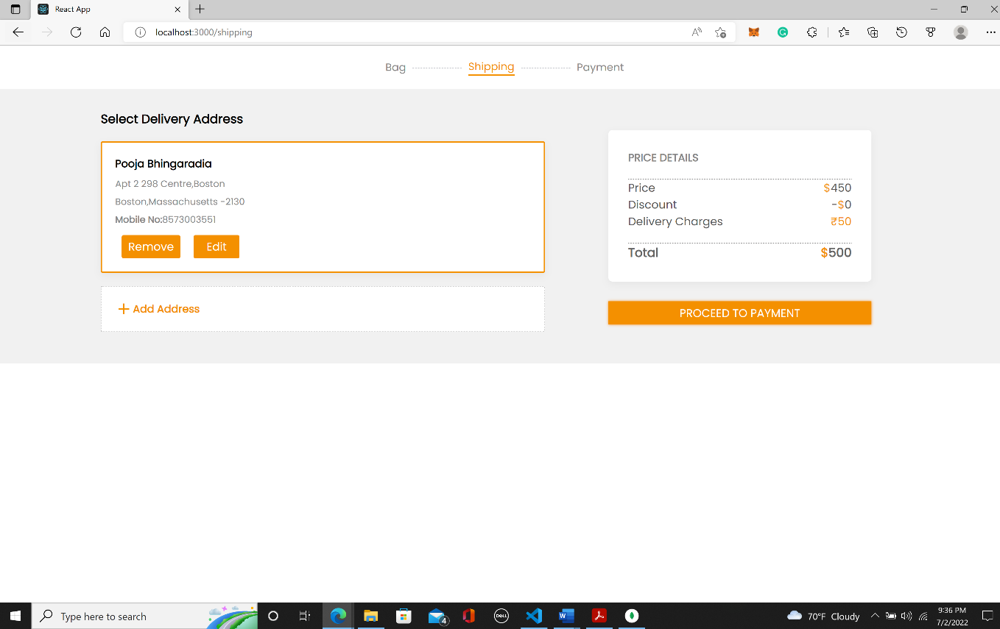 React App
localhost:3000/shipping
Bag Shipping Payment
Select Delivery Address
Pooja Bhingaradia
Apt 2 298 Centre,Boston
Boston,Massachusetts -2130
Mobile No:8573003551
Remove Edit
+ Add Address
PRICE DETAILS
Price $450
Discount -$0
Delivery Charges ₹50
Total $500
PROCEED TO PAYMENT
Type here to search
4
DELL
70°F Cloudy
9:36 PM
7/2/2022